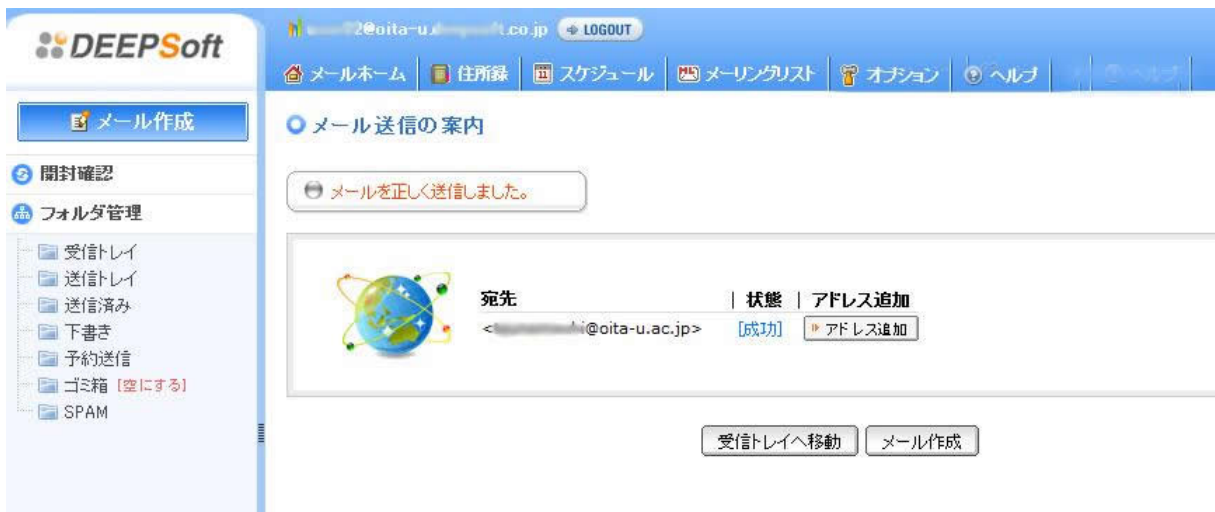 DEEPSoft
2@oita-u. .co.jp LOGOUT
メールホーム 住所録 スケジュール メーリングリスト オプション ヘルプ
メール作成
開封確認
フォルダ管理
受信トレイ
送信トレイ
送信済み
下書き
予約送信
ゴミ箱 [空にする]
SPAM
メール送信の案内
メールを正しく送信しました。
宛先 | 状態 | アドレス追加
< @oita-u.ac.jp> [成功] アドレス追加
受信トレイへ移動 メール作成